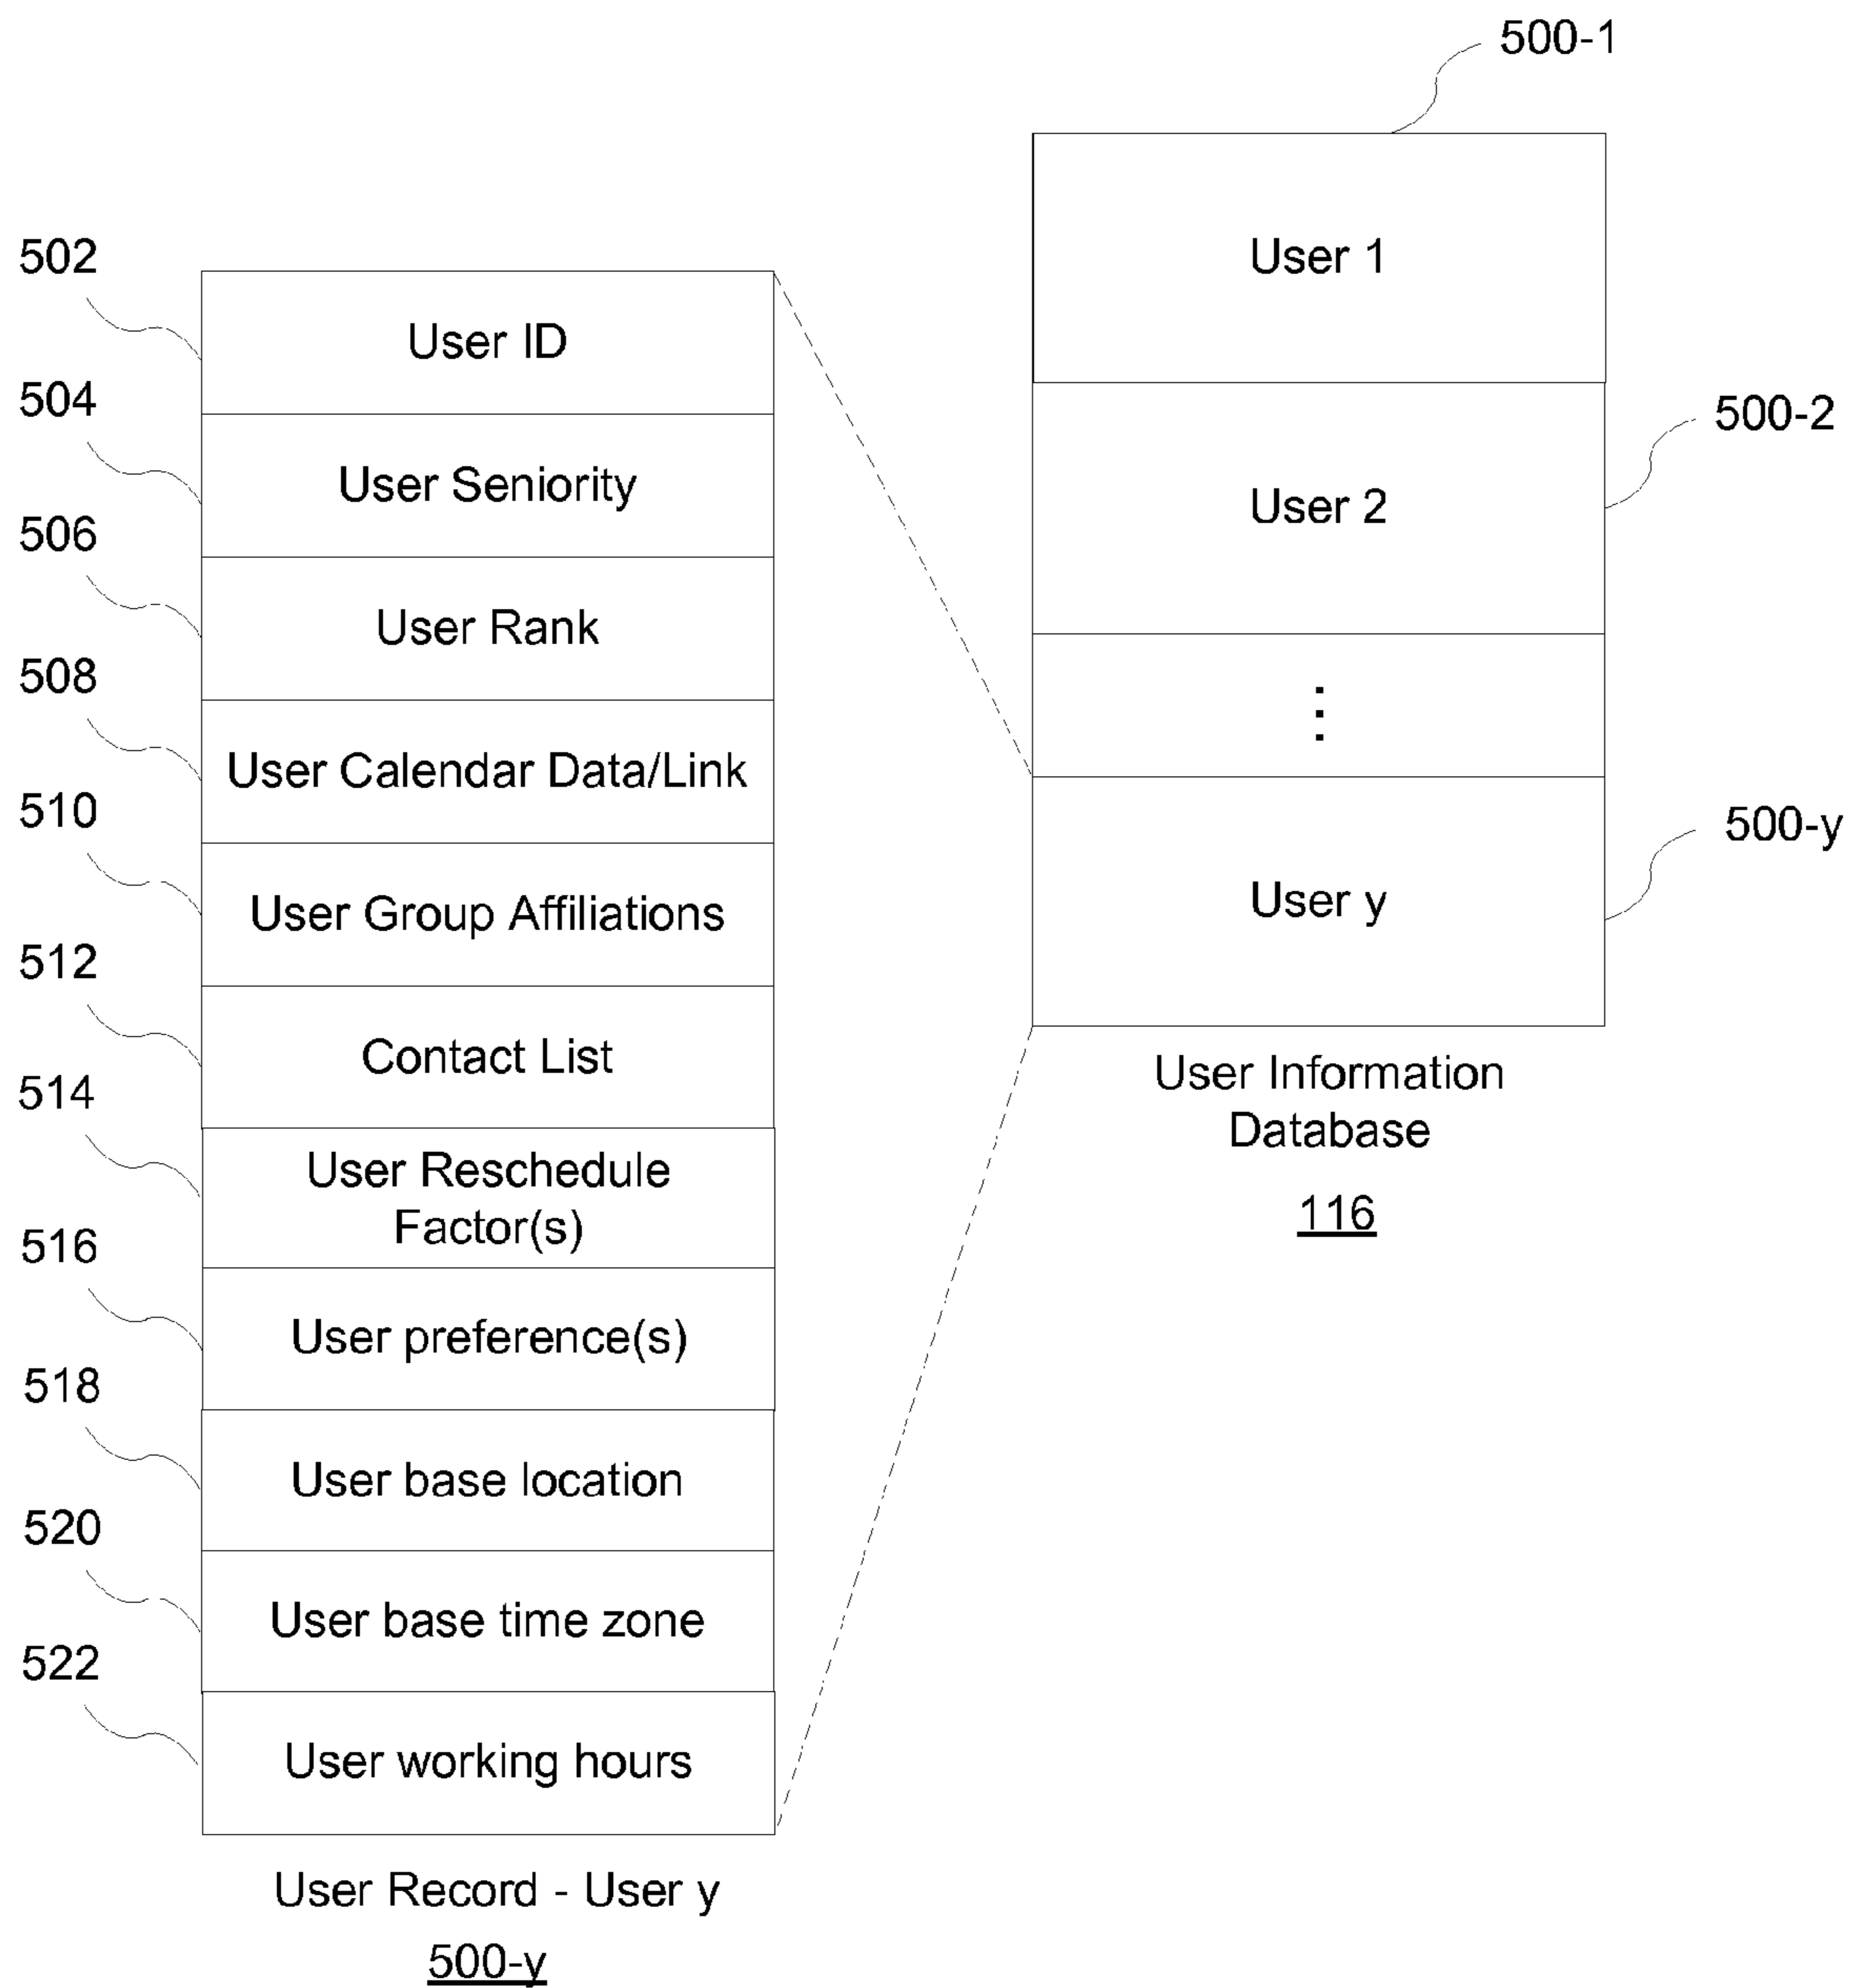 500-1
User 1
500-2
User 2
⋮
500-y
User y
User Information
Database
116
502
User ID
504
User Seniority
506
User Rank
508
User Calendar Data/Link
510
User Group Affiliations
512
Contact List
514
User Reschedule
Factor(s)
516
User preference(s)
518
User base location
520
User base time zone
522
User working hours
User Record - User y
500-y